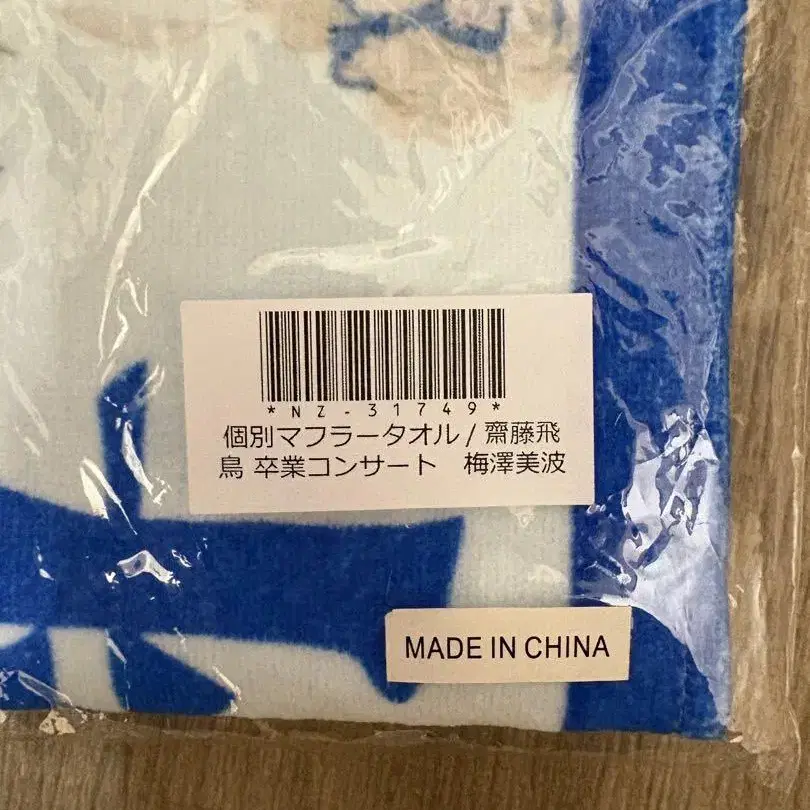 *NZ-31749*
個別マフラータオル/齋藤飛
鳥 卒業コンサート　梅澤美波
MADE IN CHINA